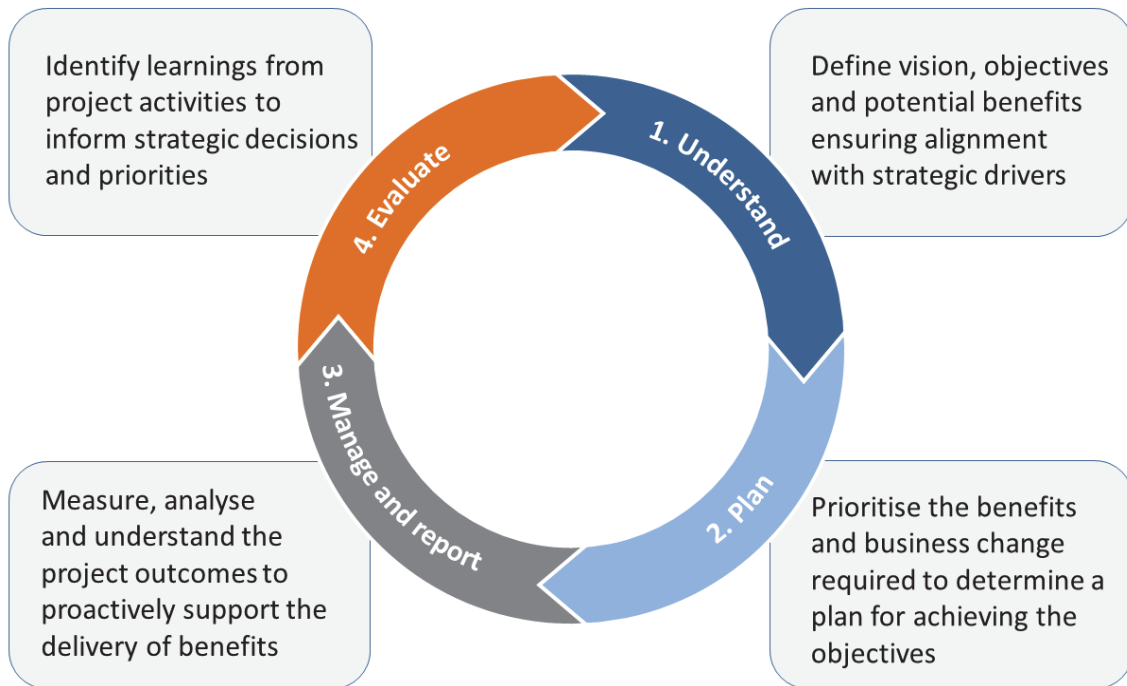 Identify learnings from
project activities to
inform strategic decisions
and priorities
Define vision, objectives
and potential benefits
ensuring alignment
with strategic drivers
1. Understand
4. Evaluate
3. Manage and report
2. Plan
Measure, analyse
and understand the
project outcomes to
proactively support the
delivery of benefits
Prioritise the benefits
and business change
required to determine a
plan for achieving the
objectives